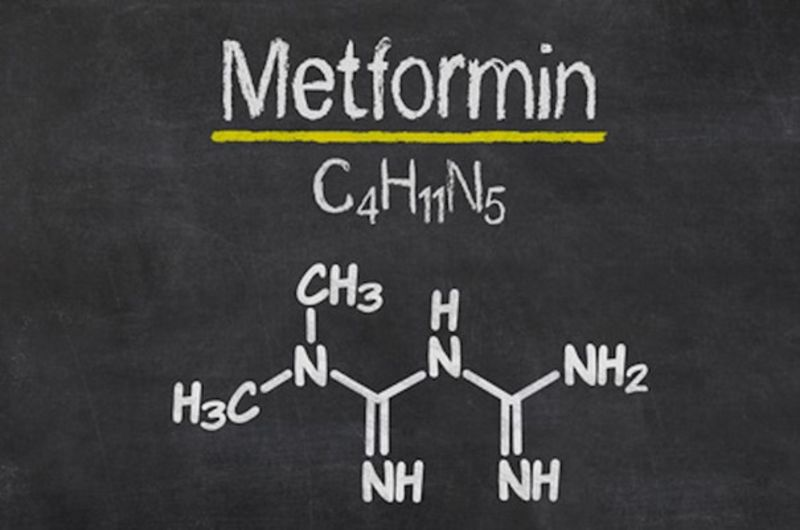 Metformin
C₄H₁₁N₅
CH₃
H
N N NH₂
H₃C
NH NH